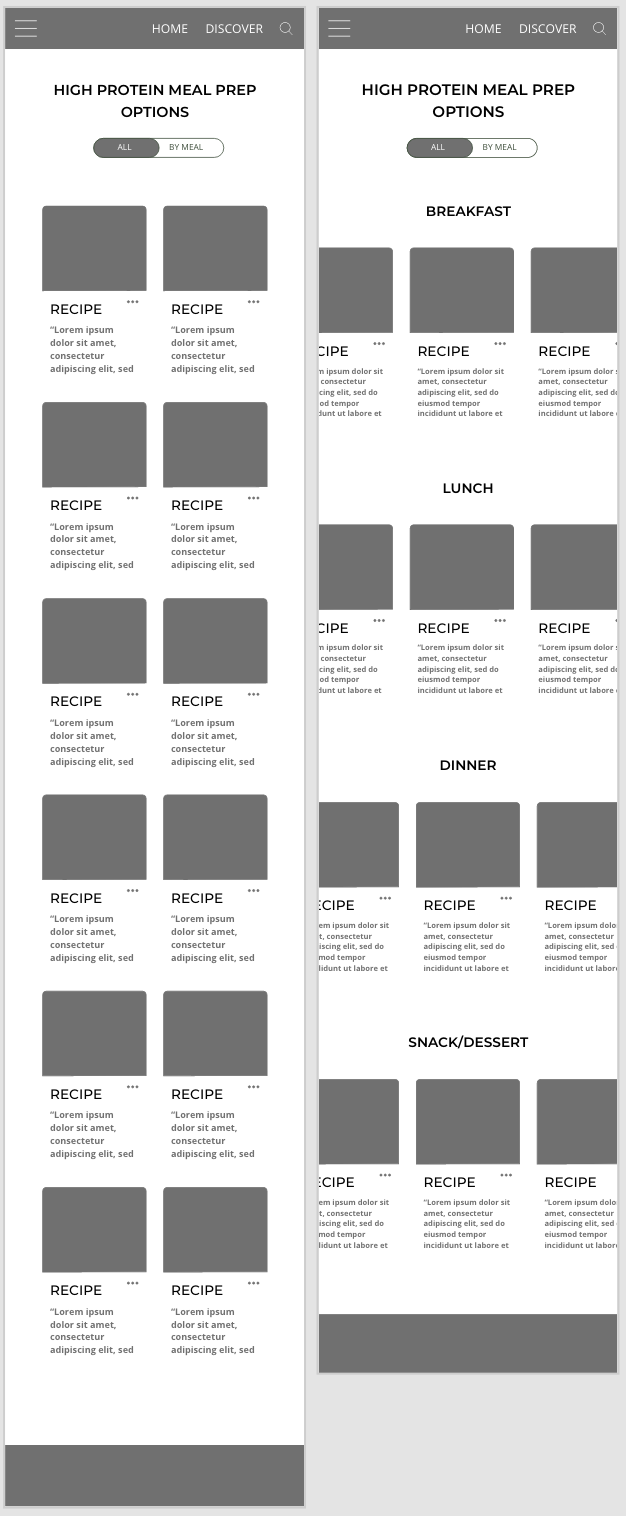 HOME DISCOVER
HIGH PROTEIN MEAL PREP
OPTIONS
ALL BY MEAL
RECIPE RECIPE
“Lorem ipsum “Lorem ipsum
dolor sit amet, dolor sit amet,
consectetur consectetur
adipiscing elit, sed adipiscing elit, sed
RECIPE RECIPE
“Lorem ipsum “Lorem ipsum
dolor sit amet, dolor sit amet,
consectetur consectetur
adipiscing elit, sed adipiscing elit, sed
RECIPE RECIPE
“Lorem ipsum “Lorem ipsum
dolor sit amet, dolor sit amet,
consectetur consectetur
adipiscing elit, sed adipiscing elit, sed
RECIPE RECIPE
“Lorem ipsum “Lorem ipsum
dolor sit amet, dolor sit amet,
consectetur consectetur
adipiscing elit, sed adipiscing elit, sed
RECIPE RECIPE
“Lorem ipsum “Lorem ipsum
dolor sit amet, dolor sit amet,
consectetur consectetur
adipiscing elit, sed adipiscing elit, sed
RECIPE RECIPE
“Lorem ipsum “Lorem ipsum
dolor sit amet, dolor sit amet,
consectetur consectetur
adipiscing elit, sed adipiscing elit, sed
HOME DISCOVER
HIGH PROTEIN MEAL PREP
OPTIONS
ALL BY MEAL
BREAKFAST
CIPE RECIPE RECIPE
m ipsum dolor sit “Lorem ipsum dolor sit “Lorem ipsum dolo
, consectetur amet, consectetur amet, consectetur
cing elit, sed do adipiscing elit, sed do adipiscing elit, sed d
mod tempor eiusmod tempor eiusmod tempor
dunt ut labore et incididunt ut labore et incididunt ut labore
LUNCH
CIPE RECIPE RECIPE
m ipsum dolor sit “Lorem ipsum dolor sit “Lorem ipsum dolo
, consectetur amet, consectetur amet, consectetur
cing elit, sed do adipiscing elit, sed do adipiscing elit, sed d
mod tempor eiusmod tempor eiusmod tempor
dunt ut labore et incididunt ut labore et incididunt ut labore
DINNER
ECIPE RECIPE RECIPE
em ipsum dolor sit “Lorem ipsum dolor sit “Lorem ipsum dolo
t, consectetur amet, consectetur amet, consectetur
iscing elit, sed do adipiscing elit, sed do adipiscing elit, sed
mod tempor eiusmod tempor eiusmod tempor
idunt ut labore et incididunt ut labore et incididunt ut labor
SNACK/DESSERT
ECIPE RECIPE RECIPE
em ipsum dolor sit “Lorem ipsum dolor sit “Lorem ipsum dolo
t, consectetur amet, consectetur amet, consectetur
iscing elit, sed do adipiscing elit, sed do adipiscing elit, sed
mod tempor eiusmod tempor eiusmod tempor
idunt ut labore et incididunt ut labore et incididunt ut labor